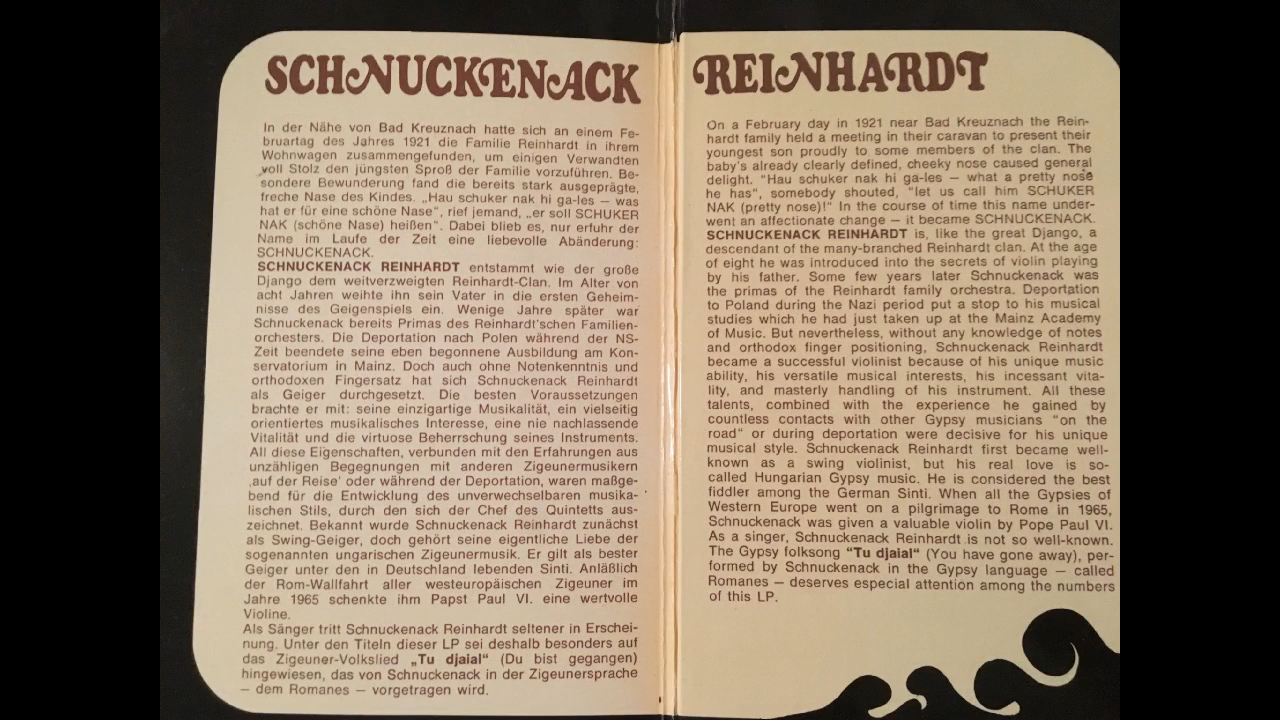 SCHNUCKENACK
In der Nähe von Bad Kreuznach hatte sich an einem Fe-
bruartag des Jahres 1921 die Familie Reinhardt in ihrem
Wohnwagen zusammengefunden, um einigen Verwandten
voll Stolz den jüngsten Sproß der Familie vorzuführen. Be-
sondere Bewunderung fand die bereits stark ausgeprägte,
freche Nase des Kindes. „Hau schuker nak hi ga-les — was
hat er für eine schöne Nase“, rief jemand, „er soll SCHUKER
NAK (schöne Nase) heißen“. Dabei blieb es, nur erfuhr der
Name im Laufe der Zeit eine liebevolle Abänderung:
SCHNUCKENACK.
SCHNUCKENACK REINHARDT entstammt wie der große
Django dem weitverzweigten Reinhardt-Clan. Im Alter von
acht Jahren weihte ihn sein Vater in die ersten Geheim-
nisse des Geigenspiels ein. Wenige Jahre später war
Schnuckenack bereits Primas des Reinhardt'schen Familien-
orchesters. Die Deportation nach Polen während der NS-
Zeit beendete seine eben begonnene Ausbildung am Kon-
servatorium in Mainz. Doch auch ohne Notenkenntnis und
orthodoxen Fingersatz hat sich Schnuckenack Reinhardt
als Geiger durchgesetzt. Die besten Voraussetzungen
brachte er mit: seine einzigartige Musikalität, ein vielseitig
orientiertes musikalisches Interesse, eine nie nachlassende
Vitalität und die virtuose Beherrschung seines Instruments.
All diese Eigenschaften, verbunden mit den Erfahrungen aus
unzähligen Begegnungen mit anderen Zigeunermusikern
‚auf der Reise' oder während der Deportation, waren maßge-
bend für die Entwicklung des unverwechselbaren musika-
lischen Stils, durch den sich der Chef des Quintetts aus-
zeichnet. Bekannt wurde Schnuckenack Reinhardt zunächst
als Swing-Geiger, doch gehört seine eigentliche Liebe der
sogenannten ungarischen Zigeunermusik. Er gilt als bester
Geiger unter den in Deutschland lebenden Sinti. Anläßlich
der Rom-Wallfahrt aller westeuropäischen Zigeuner im
Jahre 1965 schenkte ihm Papst Paul VI. eine wertvolle
Violine.
Als Sänger tritt Schnuckenack Reinhardt seltener in Erschei-
nung. Unter den Titeln dieser LP sei deshalb besonders auf
das Zigeuner-Volkslied „Tu djaial“ (Du bist gegangen)
hingewiesen, das von Schnuckenack in der Zigeunersprache
— dem Romanes — vorgetragen wird.
REINHARDT
On a February day in 1921 near Bad Kreuznach the Rein-
hardt family held a meeting in their caravan to present their
youngest son proudly to some members of the clan. The
baby's already clearly defined, cheeky nose caused general
delight. "Hau schuker nak hi ga-les — what a pretty nose
he has", somebody shouted, "let us call him SCHUKER
NAK (pretty nose)!" In the course of time this name under-
went an affectionate change — it became SCHNUCKENACK.
SCHNUCKENACK REINHARDT is, like the great Django, a
descendant of the many-branched Reinhardt clan. At the age
of eight he was introduced into the secrets of violin playing
by his father. Some few years later Schnuckenack was
the primas of the Reinhardt family orchestra. Deportation
to Poland during the Nazi period put a stop to his musical
studies which he had just taken up at the Mainz Academy
of Music. But nevertheless, without any knowledge of notes
and orthodox finger positioning, Schnuckenack Reinhardt
became a successful violinist because of his unique music
ability, his versatile musical interests, his incessant vita-
lity, and masterly handling of his instrument. All these
talents, combined with the experience he gained by
countless contacts with other Gypsy musicians "on the
road" or during deportation were decisive for his unique
musical style. Schnuckenack Reinhardt first became well-
known as a swing violinist, but his real love is so-
called Hungarian Gypsy music. He is considered the best
fiddler among the German Sinti. When all the Gypsies of
Western Europe went on a pilgrimage to Rome in 1965,
Schnuckenack was given a valuable violin by Pope Paul VI.
As a singer, Schnuckenack Reinhardt is not so well-known.
The Gypsy folksong "Tu djaial" (You have gone away), per-
formed by Schnuckenack in the Gypsy language — called
Romanes — deserves especial attention among the numbers
of this LP.